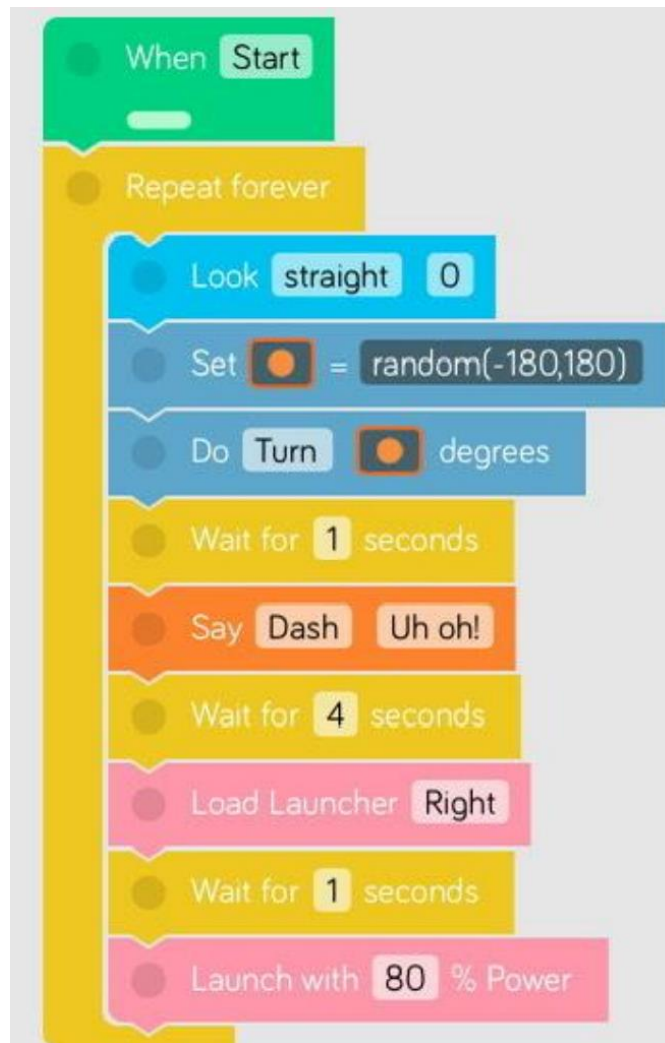 When Start
Repeat forever
Look straight 0
Set = random(-180,180)
Do Turn degrees
Wait for 1 seconds
Say Dash Uh oh!
Wait for 4 seconds
Load Launcher Right
Wait for 1 seconds
Launch with 80 % Power